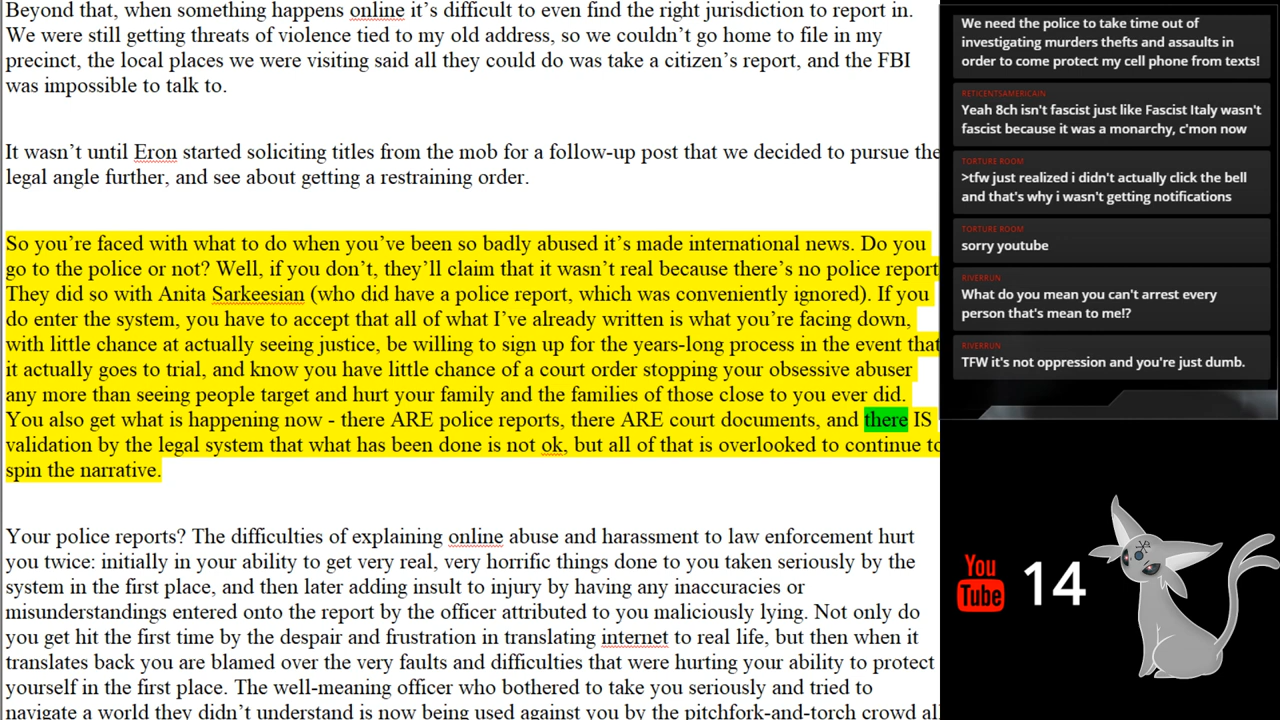 Beyond that, when something happens online it's difficult to even find the right jurisdiction to report in.
We were still getting threats of violence tied to my old address, so we couldn't go home to file in my
precinct, the local places we were visiting said all they could do was take a citizen's report, and the FBI
was impossible to talk to.
It wasn't until Eron started soliciting titles from the mob for a follow-up post that we decided to pursue the
legal angle further, and see about getting a restraining order.
So you're faced with what to do when you've been so badly abused it's made international news. Do you
go to the police or not? Well, if you don't, they'll claim that it wasn't real because there's no police report
They did so with Anita Sarkeesian (who did have a police report, which was conveniently ignored). If you
do enter the system, you have to accept that all of what I've already written is what you're facing down,
with little chance at actually seeing justice, be willing to sign up for the years-long process in the event that
it actually goes to trial, and know you have little chance of a court order stopping your obsessive abuser
any more than seeing people target and hurt your family and the families of those close to you ever did.
You also get what is happening now - there ARE police reports, there ARE court documents, and there IS
validation by the legal system that what has been done is not ok, but all of that is overlooked to continue to
spin the narrative.
Your police reports? The difficulties of explaining online abuse and harassment to law enforcement hurt
you twice: initially in your ability to get very real, very horrific things done to you taken seriously by the
system in the first place, and then later adding insult to injury by having any inaccuracies or
misunderstandings entered onto the report by the officer attributed to you maliciously lying. Not only do
you get hit the first time by the despair and frustration in translating internet to real life, but then when it
translates back you are blamed over the very faults and difficulties that were hurting your ability to protect
yourself in the first place. The well-meaning officer who bothered to take you seriously and tried to
navigate a world they didn't understand is now being used against you by the pitchfork-and-torch crowd all
We need the police to take time out of
investigating murders thefts and assaults in
order to come protect my cell phone from texts!
RETICENTSAMERICAIN
Yeah 8ch isn't fascist just like Fascist Italy wasn't
fascist because it was a monarchy, c'mon now
TORTURE ROOM
>tfw just realized i didn't actually click the bell
and that's why i wasn't getting notifications
TORTURE ROOM
sorry youtube
RIVERRUN
What do you mean you can't arrest every
person that's mean to me!?
RIVERRUN
TFW it's not oppression and you're just dumb.
You
Tube
14